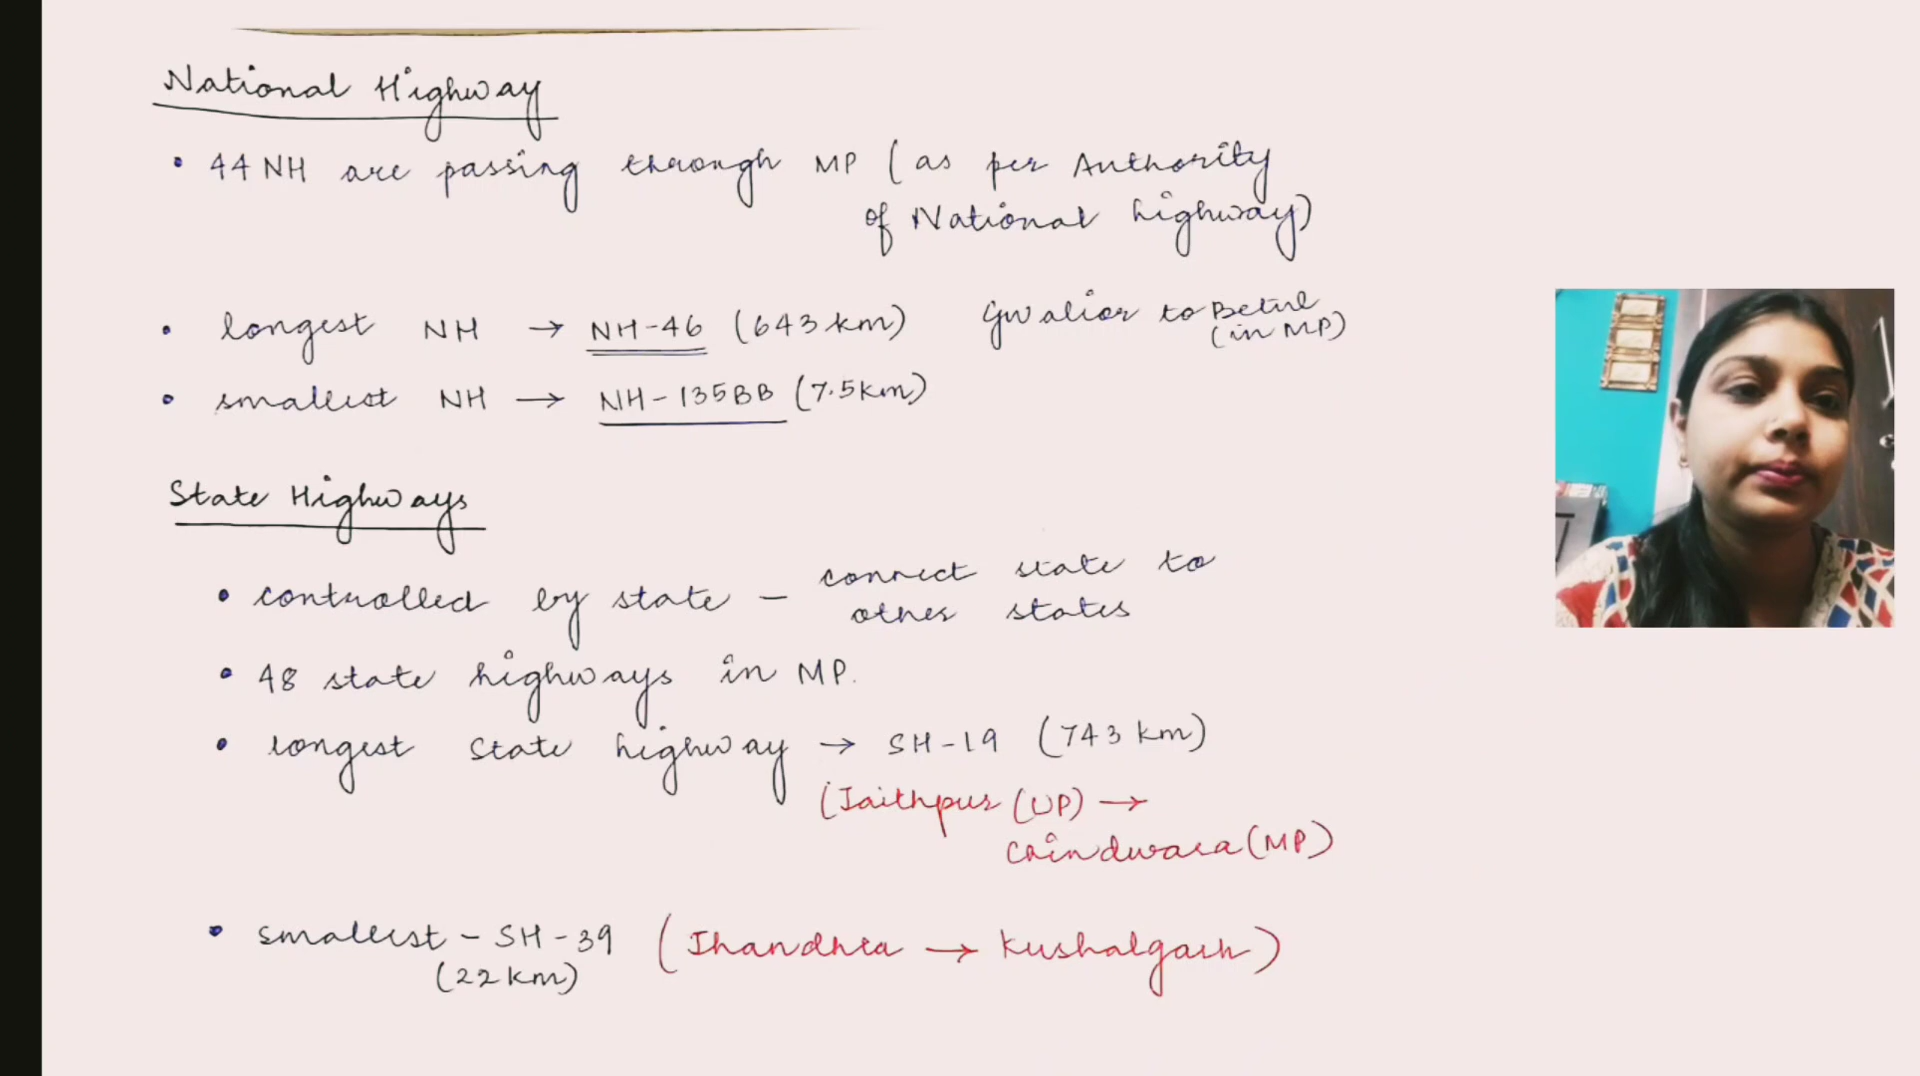 National Highway
• 44 NH are passing through MP (as per Authority
of National highway)
• longest NH → NH-46 (643 km) Gwalior to Betul
(in MP)
• smallest NH → NH-135BB (7.5km)
State Highways
• controlled by state - connect state to
other states
• 48 state highways in MP.
• longest state highway → SH-19 (743 km)
(Jaithpur (UP) →
Chindwara (MP)
• smallest - SH-39 (Jhandhla → Kushalgarh)
(22 km)